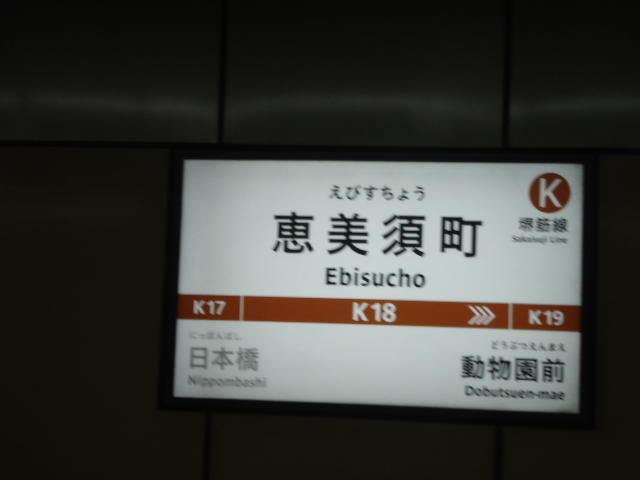 えびすちょう
恵美須町
Ebisucho
K
堺筋線
Sakaisuji Line
K17
K18
K19
にっぽんばし
日本橋
Nippombashi
どうぶつえんまえ
動物園前
Dobutsuen-mae